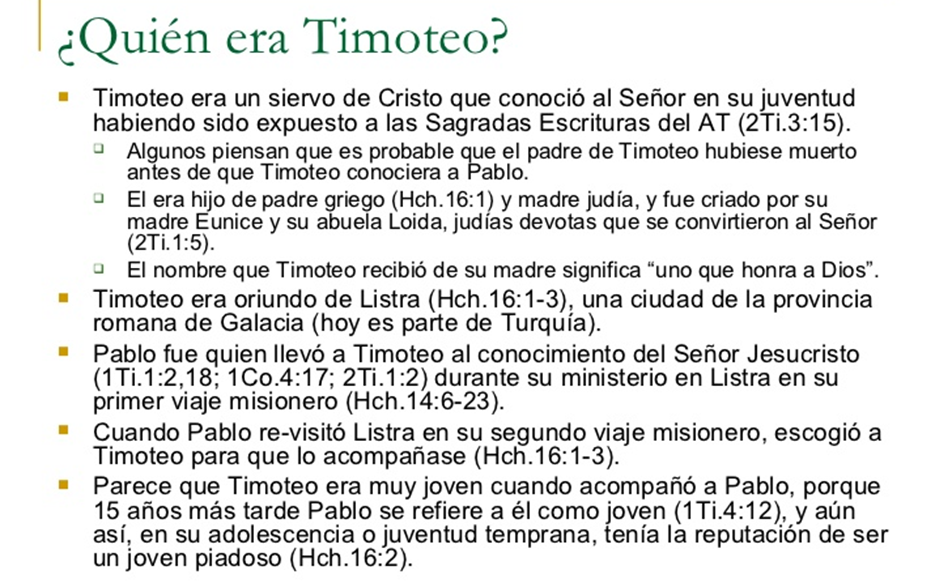 ¿Quién era Timoteo?
Timoteo era un siervo de Cristo que conoció al Señor en su juventud
habiendo sido expuesto a las Sagradas Escrituras del AT (2Ti.3:15).
Algunos piensan que es probable que el padre de Timoteo hubiese muerto
antes de que Timoteo conociera a Pablo.
El era hijo de padre griego (Hch.16:1) y madre judía, y fue criado por su
madre Eunice y su abuela Loida, judías devotas que se convirtieron al Señor
(2Ti.1:5).
El nombre que Timoteo recibió de su madre significa “uno que honra a Dios”.
Timoteo era oriundo de Listra (Hch.16:1-3), una ciudad de la provincia
romana de Galacia (hoy es parte de Turquía).
Pablo fue quien llevó a Timoteo al conocimiento del Señor Jesucristo
(1Ti.1:2,18; 1Co.4:17; 2Ti.1:2) durante su ministerio en Listra en su
primer viaje misionero (Hch.14:6-23).
Cuando Pablo re-visitó Listra en su segundo viaje misionero, escogió a
Timoteo para que lo acompañase (Hch.16:1-3).
Parece que Timoteo era muy joven cuando acompañó a Pablo, porque
15 años más tarde Pablo se refiere a él como joven (1Ti.4:12), y aún
así, en su adolescencia o juventud temprana, tenía la reputación de ser
un joven piadoso (Hch.16:2).